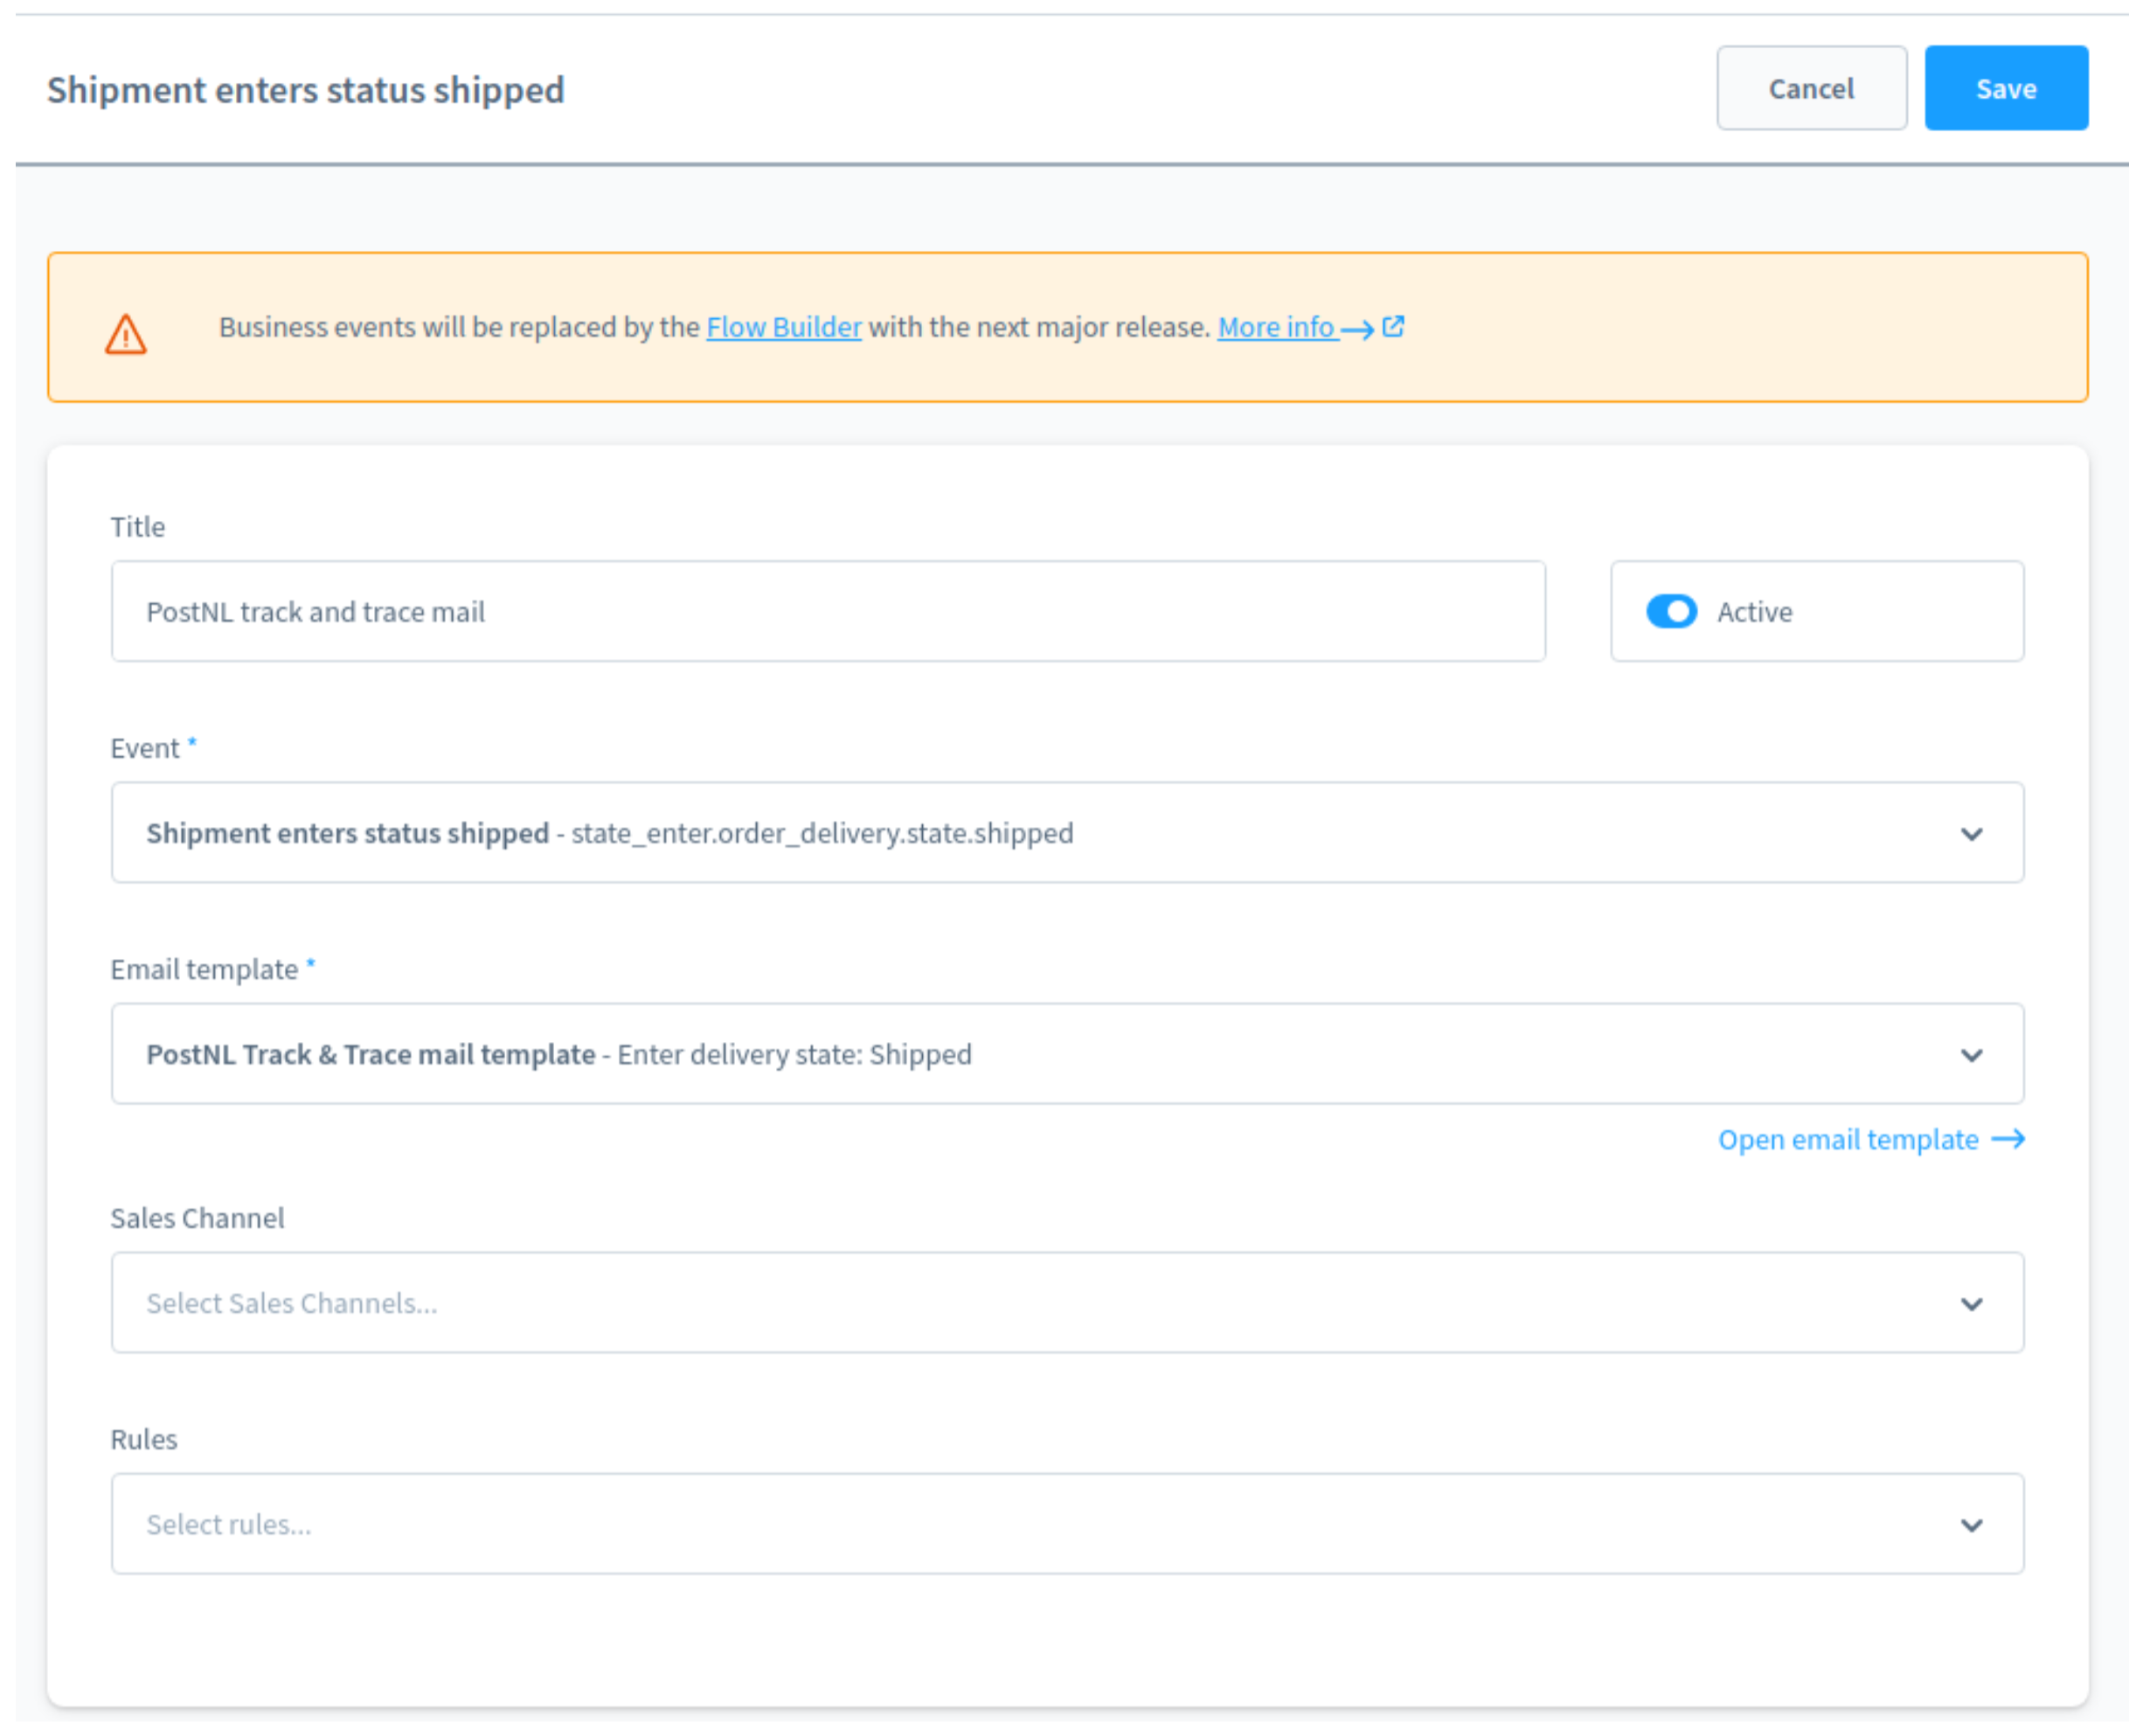 Shipment enters status shipped
Cancel
Save
Business events will be replaced by the Flow Builder with the next major release. More info
Title
PostNL track and trace mail
Active
Event *
Shipment enters status shipped - state_enter.order_delivery.state.shipped
Email template *
PostNL Track & Trace mail template - Enter delivery state: Shipped
Open email template
Sales Channel
Select Sales Channels...
Rules
Select rules...